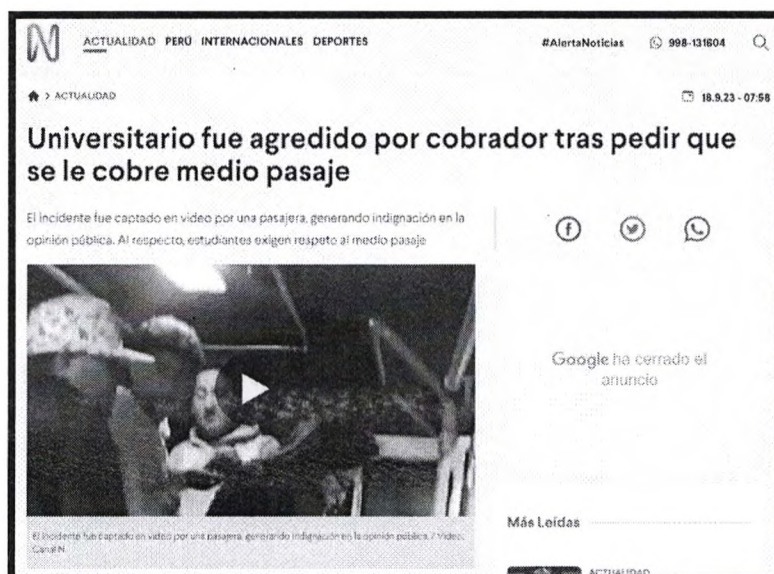 ACTUALIDAD PERÚ INTERNACIONALES DEPORTES
#AlertaNoticias 998-131604
> ACTUALIDAD
18.9.23 - 07:58
Universitario fue agredido por cobrador tras pedir que
se le cobre medio pasaje
El incidente fue captado en video por una pasajera, generando indignación en la
opinión pública. Al respecto, estudiantes exigen respeto al medio pasaje
Google ha cerrado el
anuncio
El incidente fue captado en video por una pasajera, generando indignación en la opinión pública. / Video:
Canal N.
Más Leídas
ACTUALIDAD